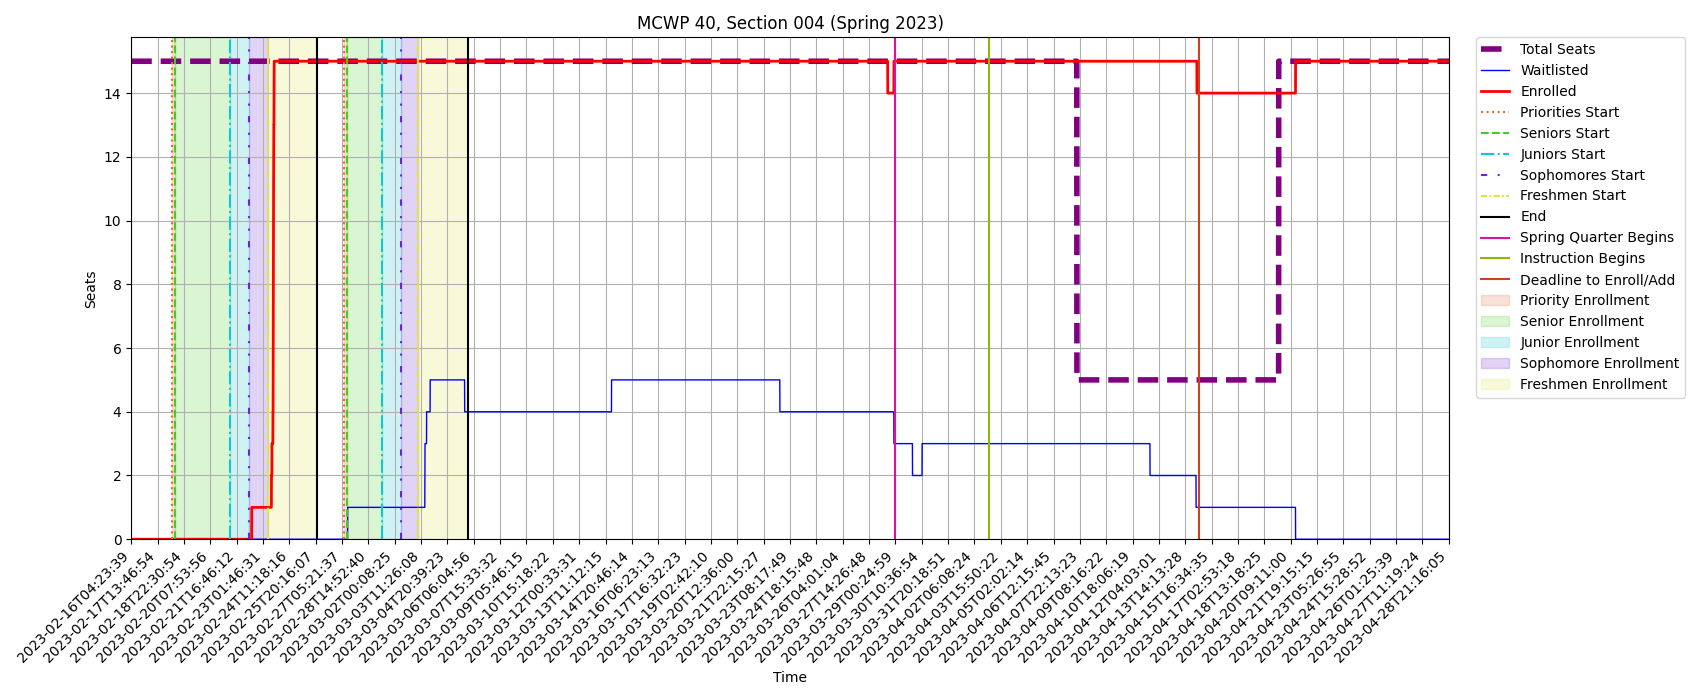 MCWP 40, Section 004 (Spring 2023)
Seats
14
12
10
8
6
4
2
0
2023-02-16T04:23:39
2023-02-17T13:46:54
2023-02-18T22:30:54
2023-02-20T07:53:56
2023-02-21T16:46:12
2023-02-23T01:46:31
2023-02-24T11:18:16
2023-02-25T20:16:07
2023-02-27T05:21:37
2023-02-28T14:52:40
2023-03-02T00:08:25
2023-03-03T11:26:08
2023-03-04T20:39:23
2023-03-06T06:04:56
2023-03-07T15:33:32
2023-03-09T05:46:15
2023-03-10T15:18:22
2023-03-12T00:33:31
2023-03-13T11:12:15
2023-03-14T20:46:14
2023-03-16T06:23:13
2023-03-17T16:32:23
2023-03-19T02:42:10
2023-03-20T12:36:00
2023-03-21T22:15:27
2023-03-23T08:17:49
2023-03-24T18:15:48
2023-03-26T04:01:04
2023-03-27T14:26:48
2023-03-29T00:24:59
2023-03-30T10:36:54
2023-03-31T20:18:51
2023-04-02T06:08:24
2023-04-03T15:50:22
2023-04-05T02:02:14
2023-04-06T12:15:45
2023-04-07T22:13:23
2023-04-09T08:16:22
2023-04-10T18:06:19
2023-04-12T04:03:01
2023-04-13T14:13:28
2023-04-15T16:34:35
2023-04-17T02:53:18
2023-04-18T13:18:25
2023-04-20T09:11:00
2023-04-21T19:15:15
2023-04-23T05:26:55
2023-04-24T15:28:52
2023-04-26T01:25:39
2023-04-27T11:19:24
2023-04-28T21:16:05
Time
Total Seats
Waitlisted
Enrolled
Priorities Start
Seniors Start
Juniors Start
Sophomores Start
Freshmen Start
End
Spring Quarter Begins
Instruction Begins
Deadline to Enroll/Add
Priority Enrollment
Senior Enrollment
Junior Enrollment
Sophomore Enrollment
Freshmen Enrollment